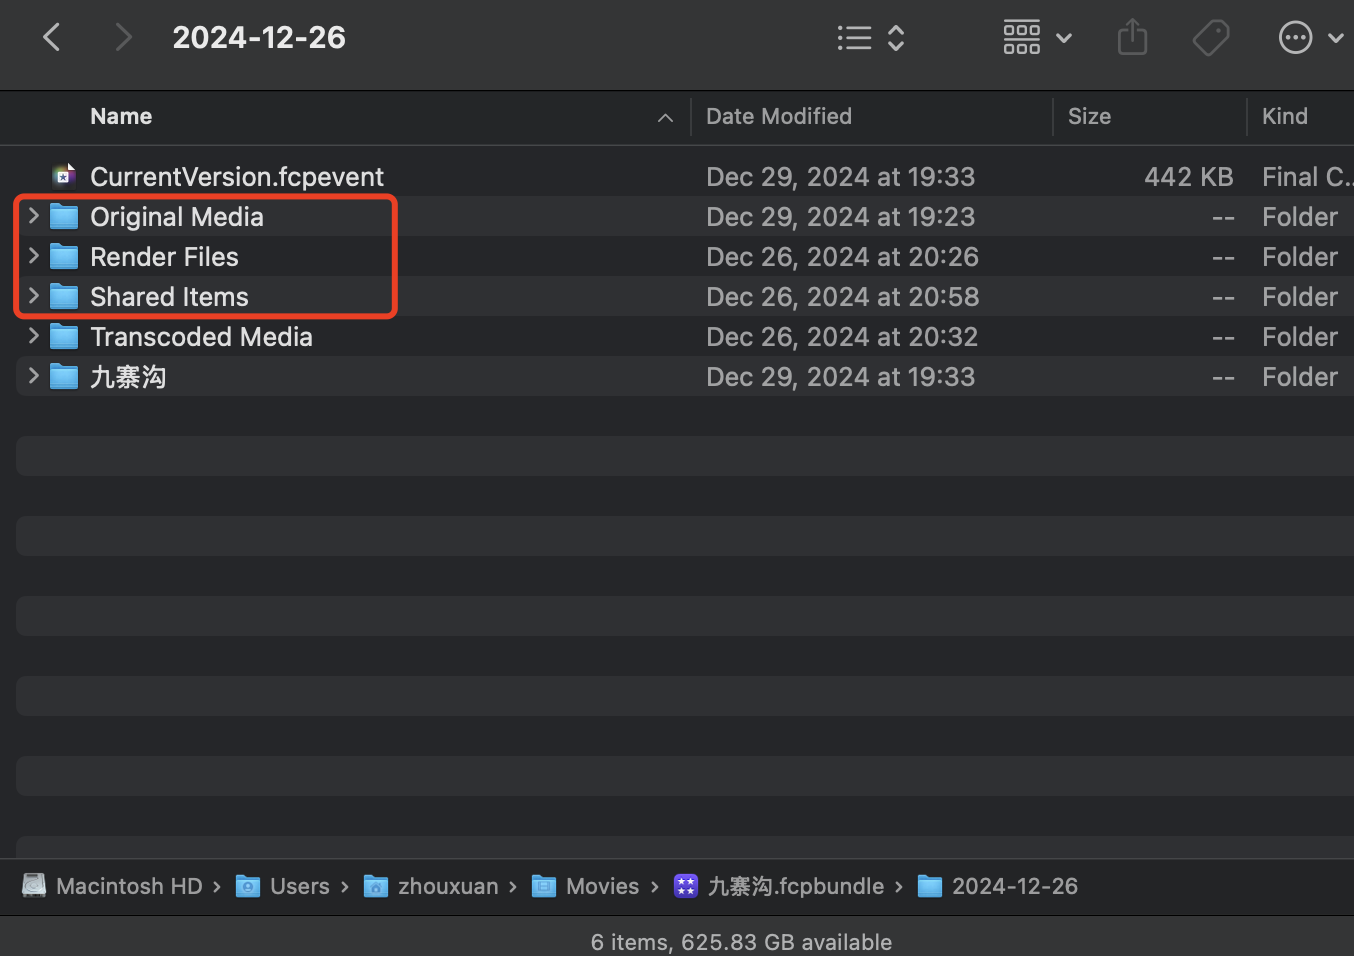 2024-12-26
Name Date Modified Size Kind
CurrentVersion.fcpevent Dec 29, 2024 at 19:33 442 KB Final C...
Original Media Dec 29, 2024 at 19:23 -- Folder
Render Files Dec 26, 2024 at 20:26 -- Folder
Shared Items Dec 26, 2024 at 20:58 -- Folder
Transcoded Media Dec 26, 2024 at 20:32 -- Folder
九寨沟 Dec 29, 2024 at 19:33 -- Folder
Macintosh HD › Users › zhouxuan › Movies › 九寨沟.fcpbundle › 2024-12-26
6 items, 625.83 GB available